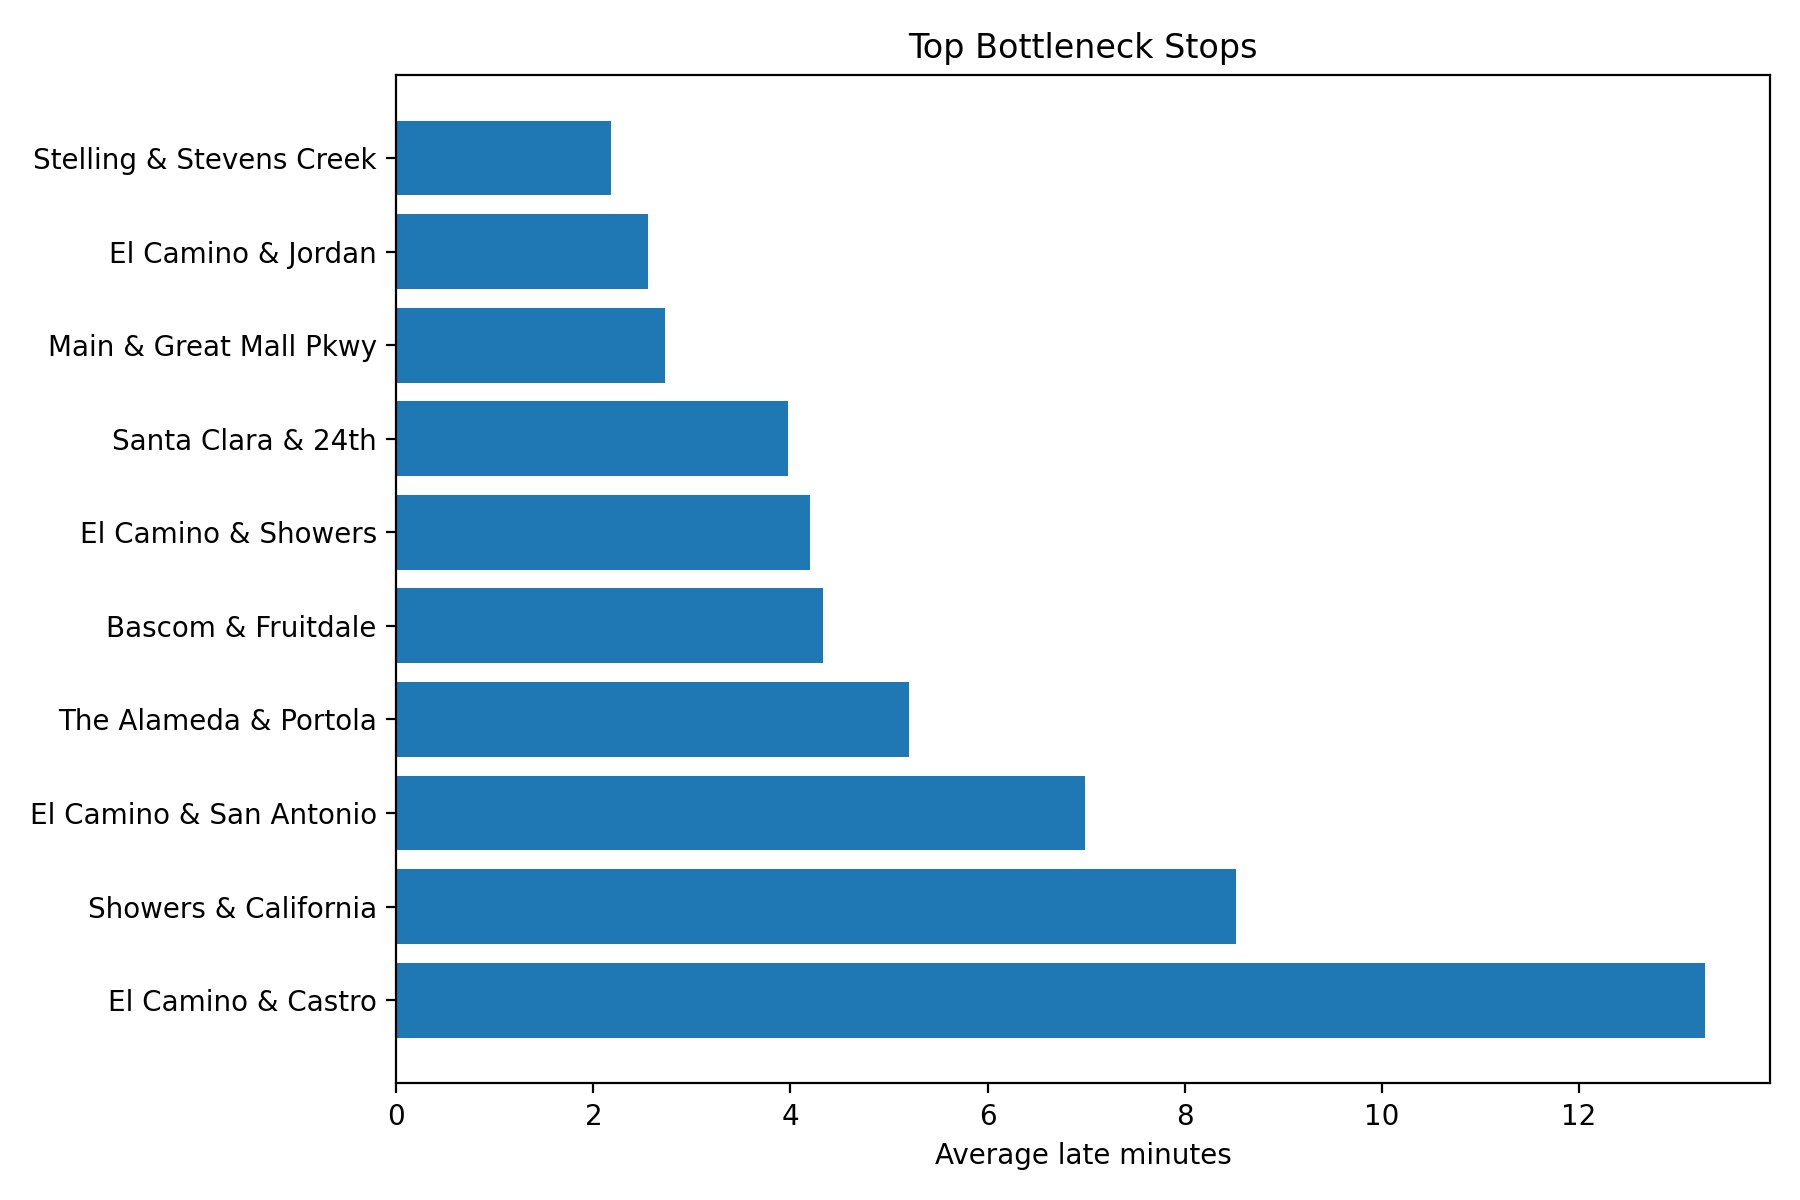 Top Bottleneck Stops
Stelling & Stevens Creek
El Camino & Jordan
Main & Great Mall Pkwy
Santa Clara & 24th
El Camino & Showers
Bascom & Fruitdale
The Alameda & Portola
El Camino & San Antonio
Showers & California
El Camino & Castro
0 2 4 6 8 10 12
Average late minutes